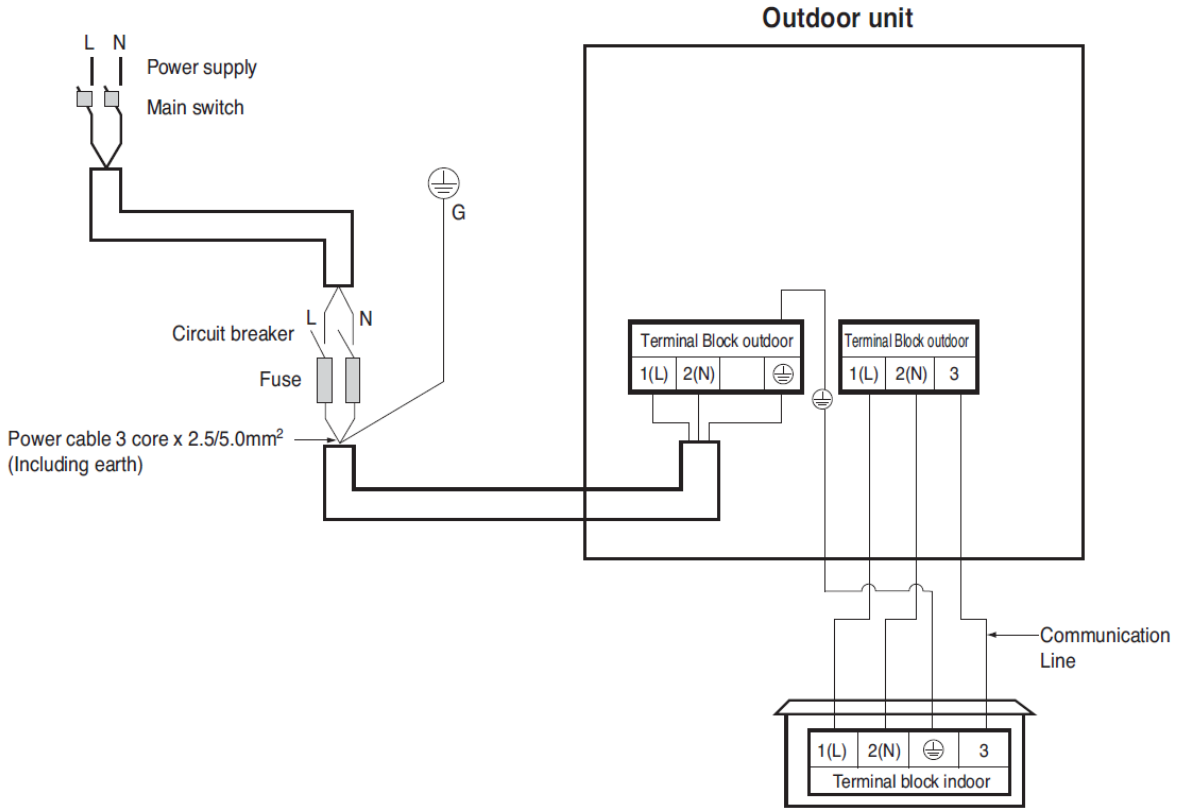 Outdoor unit
L N
Power supply
Main switch
G
L N
Circuit breaker
Fuse
Power cable 3 core x 2.5/5.0mm²
(Including earth)
Terminal Block outdoor
1(L) 2(N)
Terminal Block outdoor
1(L) 2(N) 3
Communication
Line
1(L) 2(N) 3
Terminal block indoor